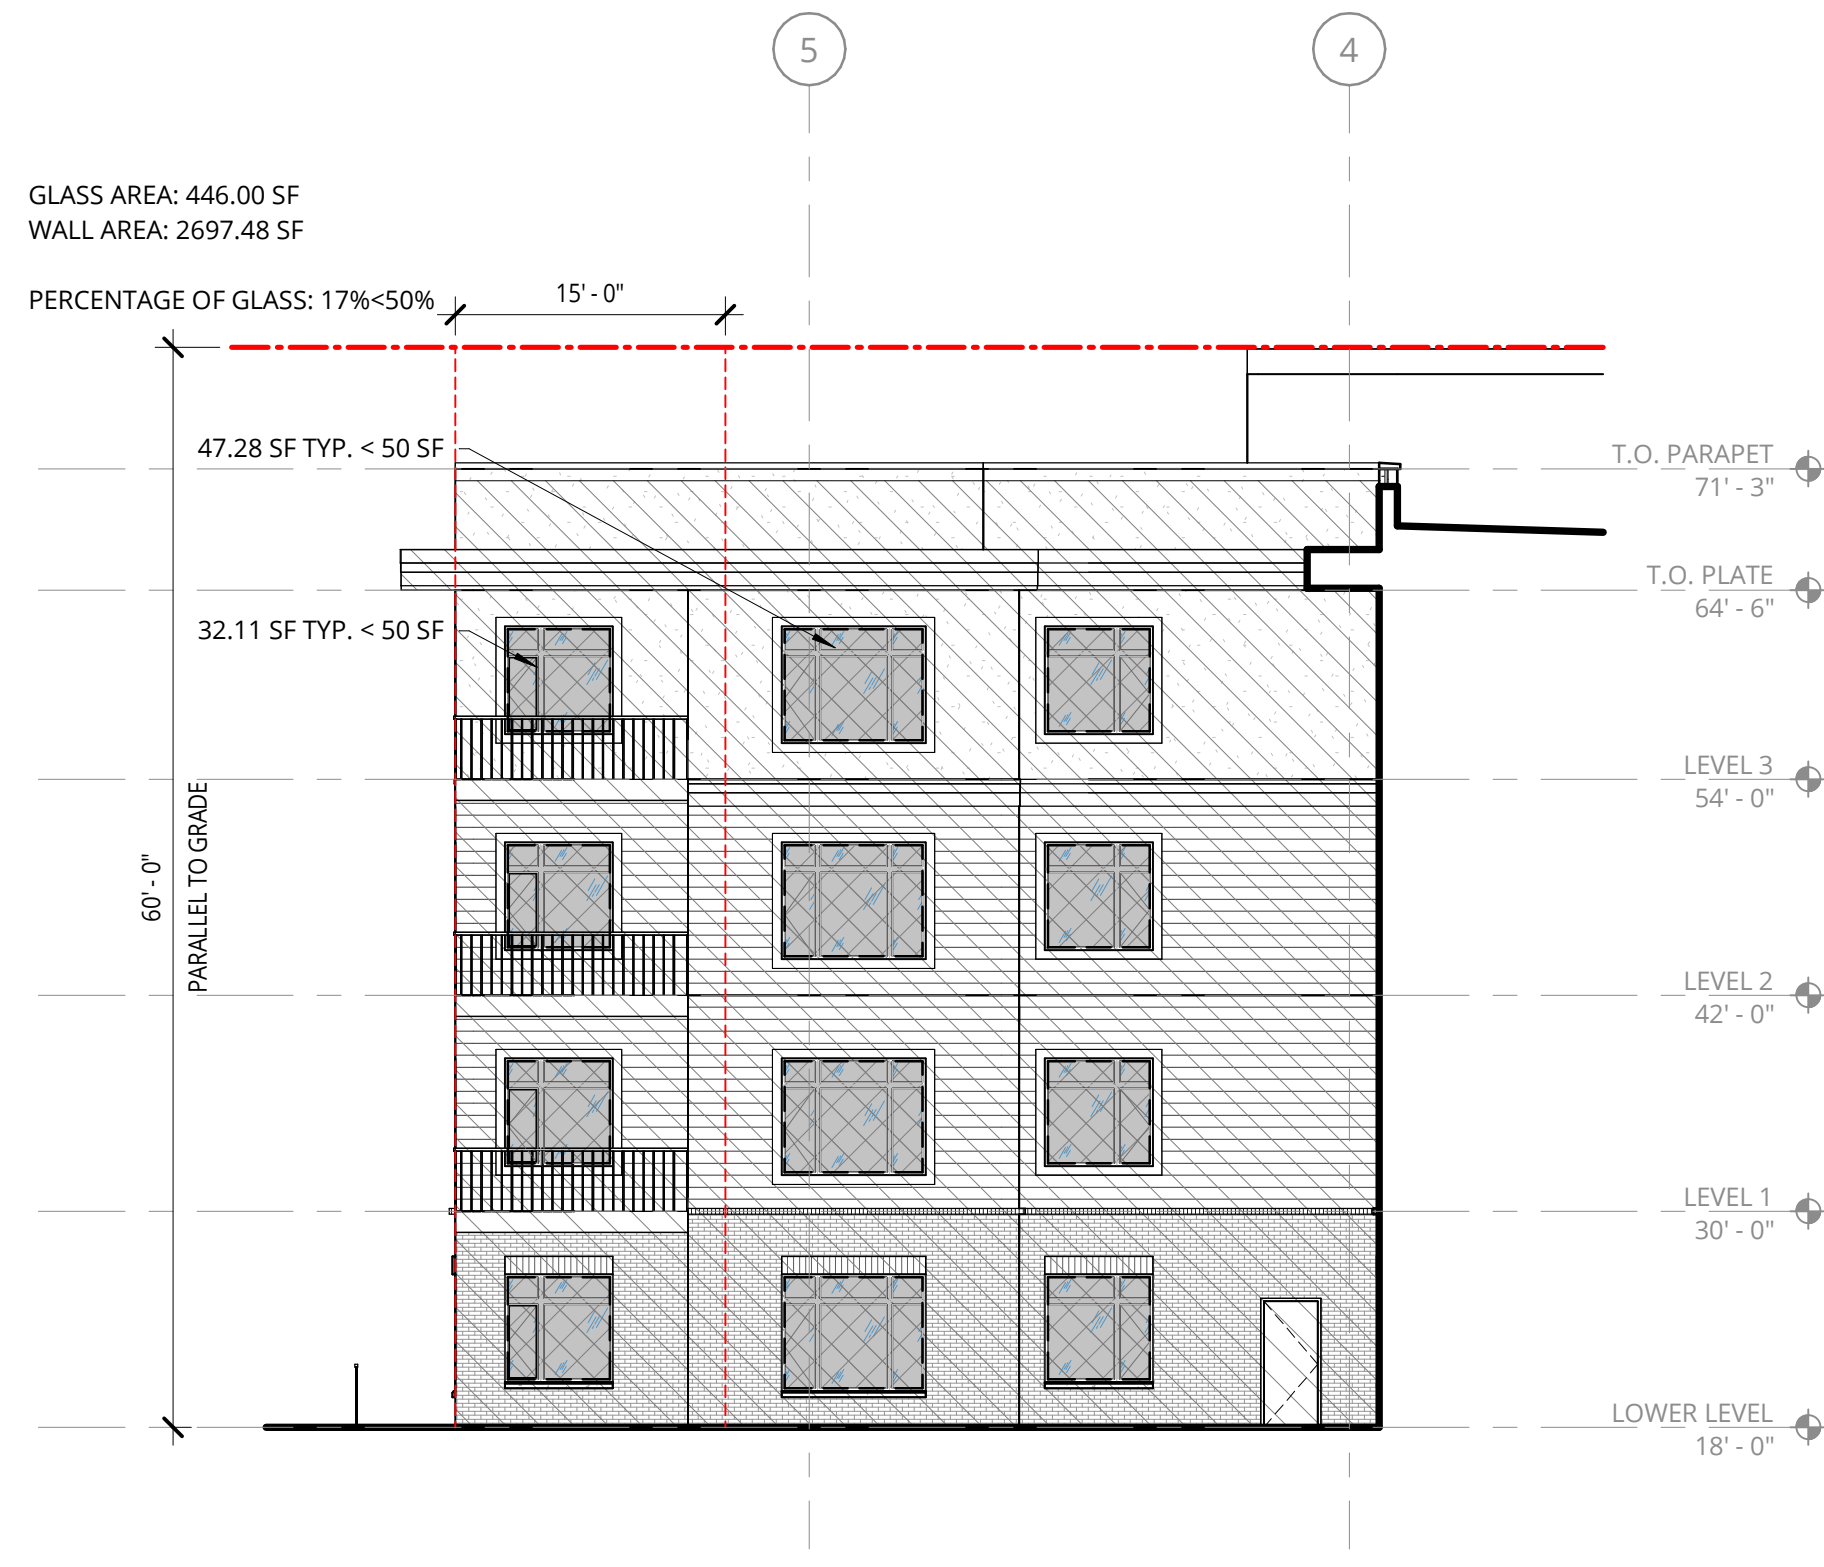 5
4
GLASS AREA: 446.00 SF
WALL AREA: 2697.48 SF
PERCENTAGE OF GLASS: 17%<50%
15' - 0"
47.28 SF TYP. < 50 SF
32.11 SF TYP. < 50 SF
60' - 0"
PARALLEL TO GRADE
T.O. PARAPET
71' - 3"
T.O. PLATE
64' - 6"
LEVEL 3
54' - 0"
LEVEL 2
42' - 0"
LEVEL 1
30' - 0"
LOWER LEVEL
18' - 0"